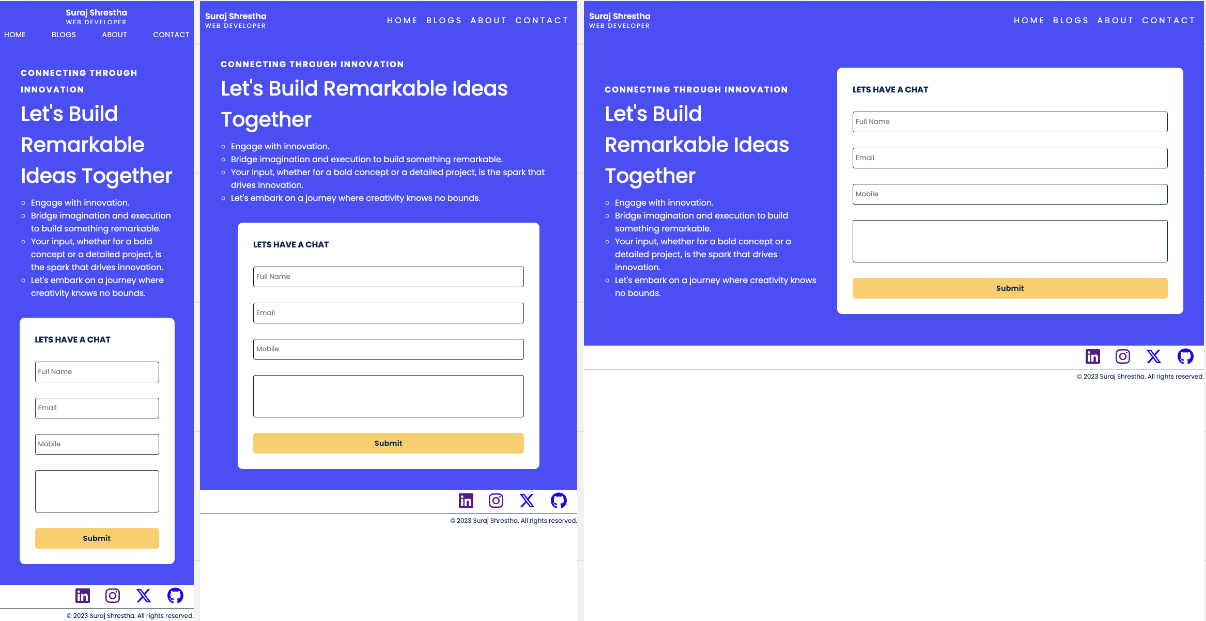 Suraj Shrestha
WEB DEVELOPER
HOME BLOGS ABOUT CONTACT
CONNECTING THROUGH
INNOVATION
Let's Build
Remarkable
Ideas Together
Engage with innovation.
Bridge imagination and execution
to build something remarkable.
Your input, whether for a bold
concept or a detailed project, is
the spark that drives innovation.
Let's embark on a journey where
creativity knows no bounds.
LETS HAVE A CHAT
Full Name
Email
Mobile
Submit
© 2023 Suraj Shrestha. All rights reserved.
Suraj Shrestha
WEB DEVELOPER
HOME BLOGS ABOUT CONTACT
CONNECTING THROUGH INNOVATION
Let's Build Remarkable Ideas
Together
Engage with innovation.
Bridge imagination and execution to build something remarkable.
Your input, whether for a bold concept or a detailed project, is the spark that
drives innovation.
Let's embark on a journey where creativity knows no bounds.
LETS HAVE A CHAT
Full Name
Email
Mobile
Submit
© 2023 Suraj Shrestha. All rights reserved.
Suraj Shrestha
WEB DEVELOPER
HOME BLOGS ABOUT CONTACT
CONNECTING THROUGH INNOVATION
Let's Build
Remarkable Ideas
Together
Engage with innovation.
Bridge imagination and execution to build
something remarkable.
Your input, whether for a bold concept or a
detailed project, is the spark that drives
innovation.
Let's embark on a journey where creativity knows
no bounds.
LETS HAVE A CHAT
Full Name
Email
Mobile
Submit
© 2023 Suraj Shrestha. All rights reserved.